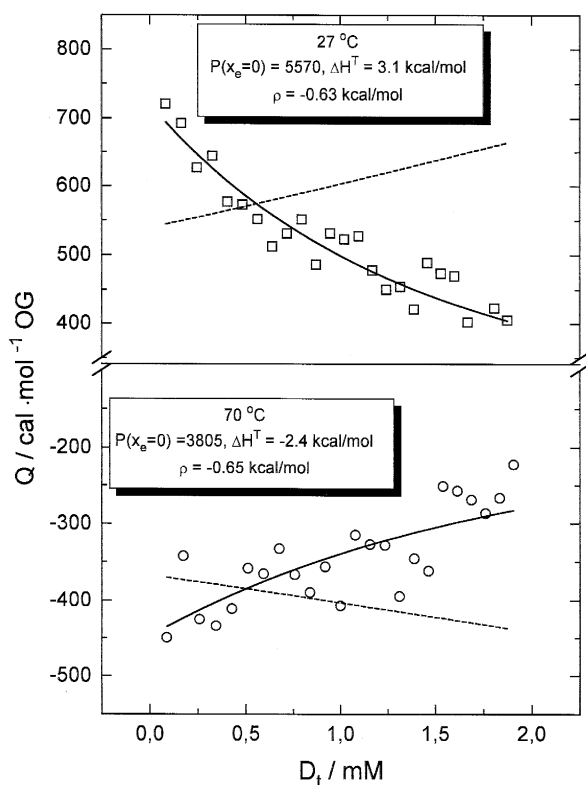 800
700
600
500
400
27 °C
P(xₑ=0) = 5570, ΔHᵀ = 3.1 kcal/mol
ρ = -0.63 kcal/mol
Q / cal ·mol⁻¹ OG
-200
-300
-400
-500
70 °C
P(xₑ=0) =3805, ΔHᵀ = -2.4 kcal/mol
ρ = -0.65 kcal/mol
0,0 0,5 1,0 1,5 2,0
Dₜ / mM